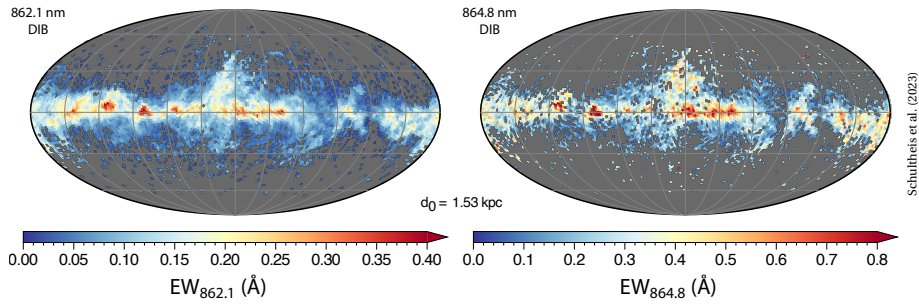 862.1 nm
DIB
864.8 nm
DIB
Schultheis et al. (2023)
d0 = 1.53 kpc
0.00 0.05 0.10 0.15 0.20 0.25 0.30 0.35 0.40
EW862.1 (Å)
0.0 0.1 0.2 0.3 0.4 0.5 0.6 0.7 0.8
EW864.8 (Å)